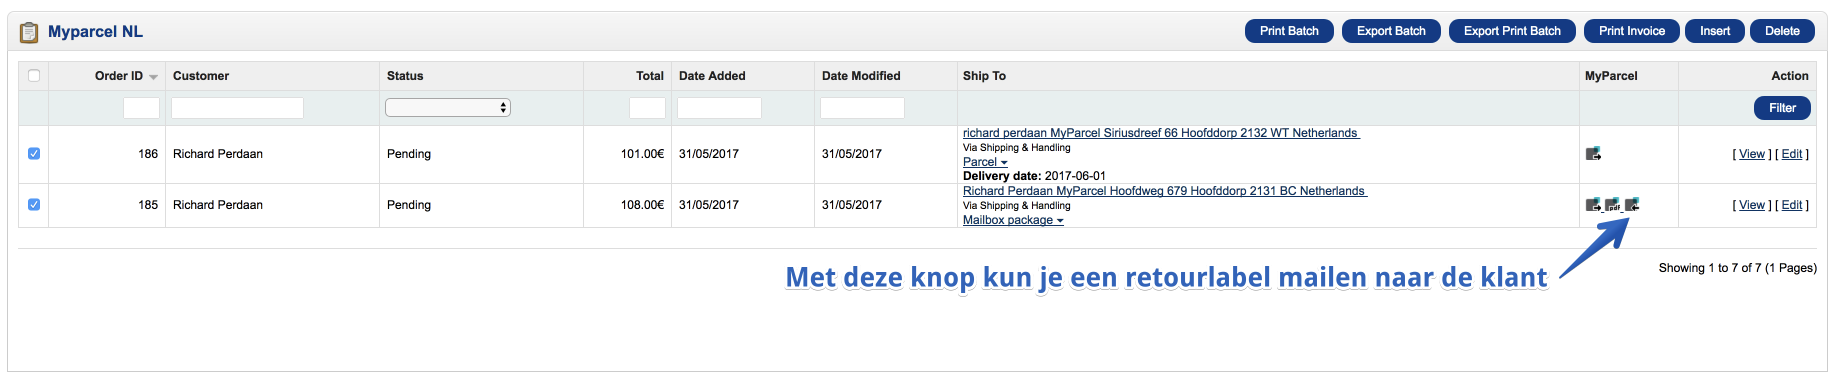 Myparcel NL
Print Batch Export Batch Export Print Batch Print Invoice Insert Delete
Order ID Customer Status Total Date Added Date Modified Ship To MyParcel Action
Filter
richard perdaan MyParcel Siriusdreef 66 Hoofddorp 2132 WT Netherlands
186 Richard Perdaan Pending 101.00€ 31/05/2017 31/05/2017 Via Shipping & Handling [ View ] [ Edit ]
Parcel
Delivery date: 2017-06-01
Richard Perdaan MyParcel Hoofdweg 679 Hoofddorp 2131 BC Netherlands
185 Richard Perdaan Pending 108.00€ 31/05/2017 31/05/2017 Via Shipping & Handling pdf [ View ] [ Edit ]
Mailbox package
Met deze knop kun je een retourlabel mailen naar de klant
Showing 1 to 7 of 7 (1 Pages)